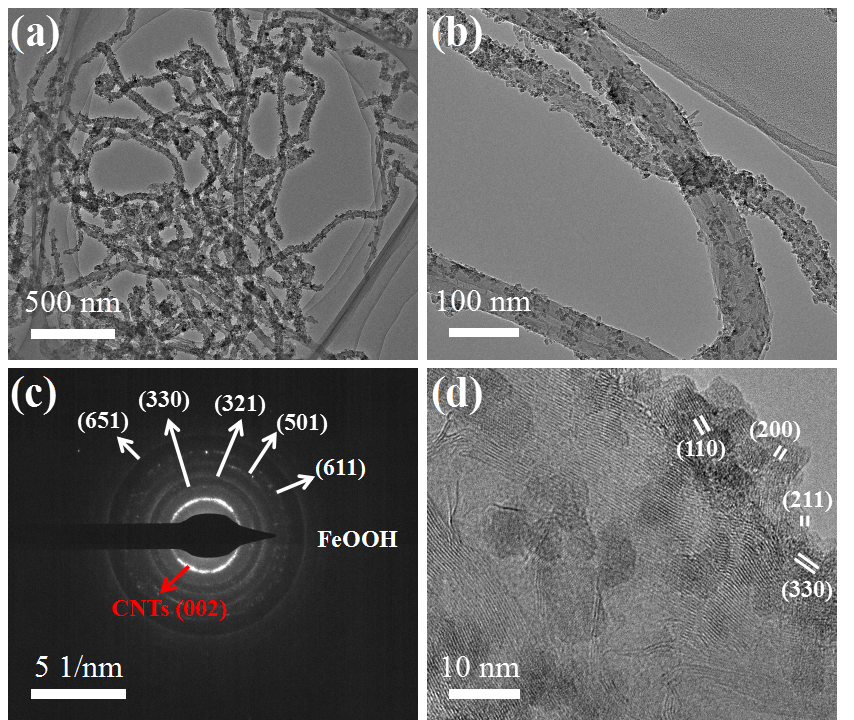 (a)
500 nm
(b)
100 nm
(c)
(651)
(330)
(321)
(501)
(611)
FeOOH
CNTs (002)
5 1/nm
(d)
(110)
(200)
(211)
(330)
10 nm